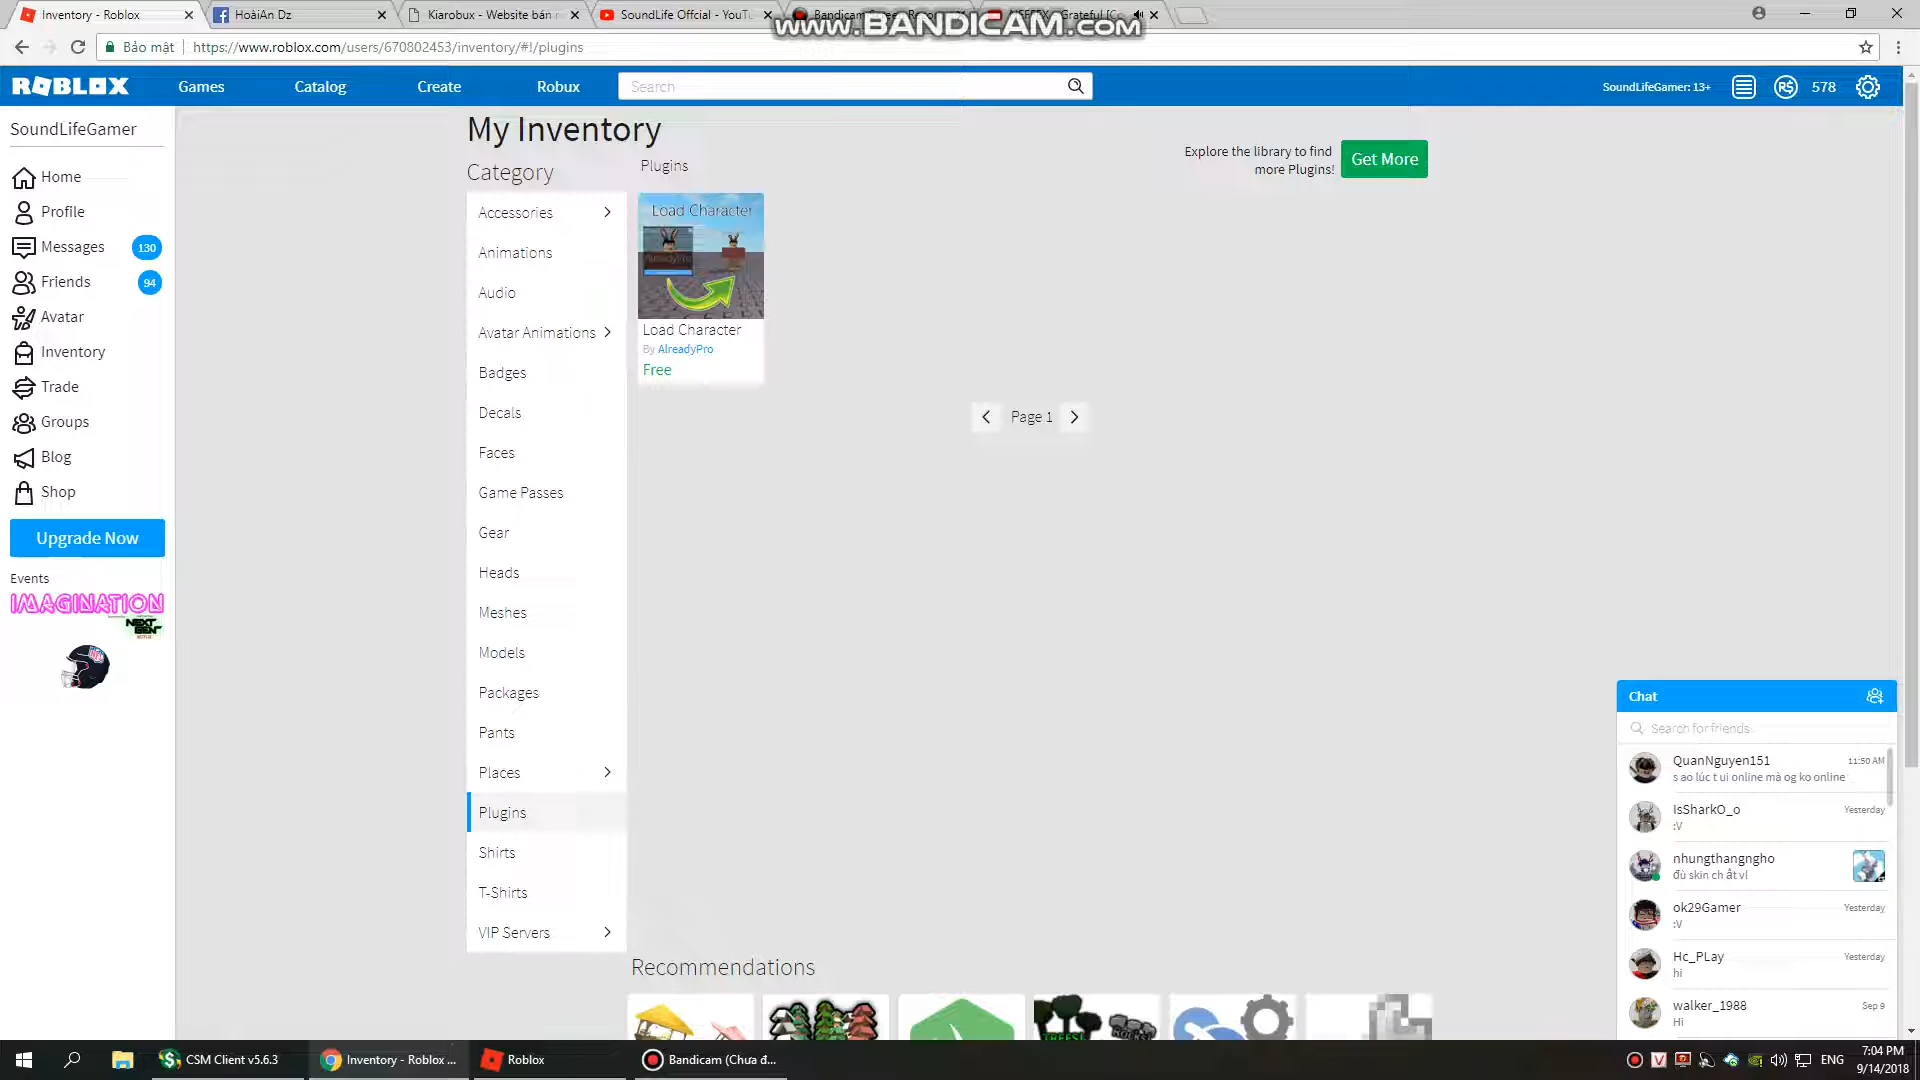 Inventory - Roblox
HoàiAn Dz
Kiarobux - Website bán
SoundLife Offcial - YouTu
www.BANDICAM.com
Bảo mật
https://www.roblox.com/users/670802453/inventory/#!/plugins
ROBLOX
Games
Catalog
Create
Robux
Search
SoundLifeGamer: 13+
R$
578
SoundLifeGamer
Home
Profile
Messages
130
Friends
94
Avatar
Inventory
Trade
Groups
Blog
Shop
Upgrade Now
Events
IMAGINATION
NEXT
GEN
My Inventory
Category
Accessories
Animations
Audio
Avatar Animations
Badges
Decals
Faces
Game Passes
Gear
Heads
Meshes
Models
Packages
Pants
Places
Plugins
Shirts
T-Shirts
VIP Servers
Plugins
Explore the library to find
more Plugins!
Get More
Load Character
AlreadyPro
Load Character
By AlreadyPro
Free
Page 1
Recommendations
Chat
Search for friends
QuanNguyen151
11:50 AM
s ao lúc t ui online mà og ko online
IsSharkO_o
Yesterday
:V
nhungthangngho
đù skin ch ất vl
ok29Gamer
Yesterday
:V
Hc_PLay
Yesterday
hi
walker_1988
Sep 9
Hi
CSM Client v5.6.3
Inventory - Roblox ...
Roblox
Bandicam (Chưa đ...
ENG
7:04 PM
9/14/2018